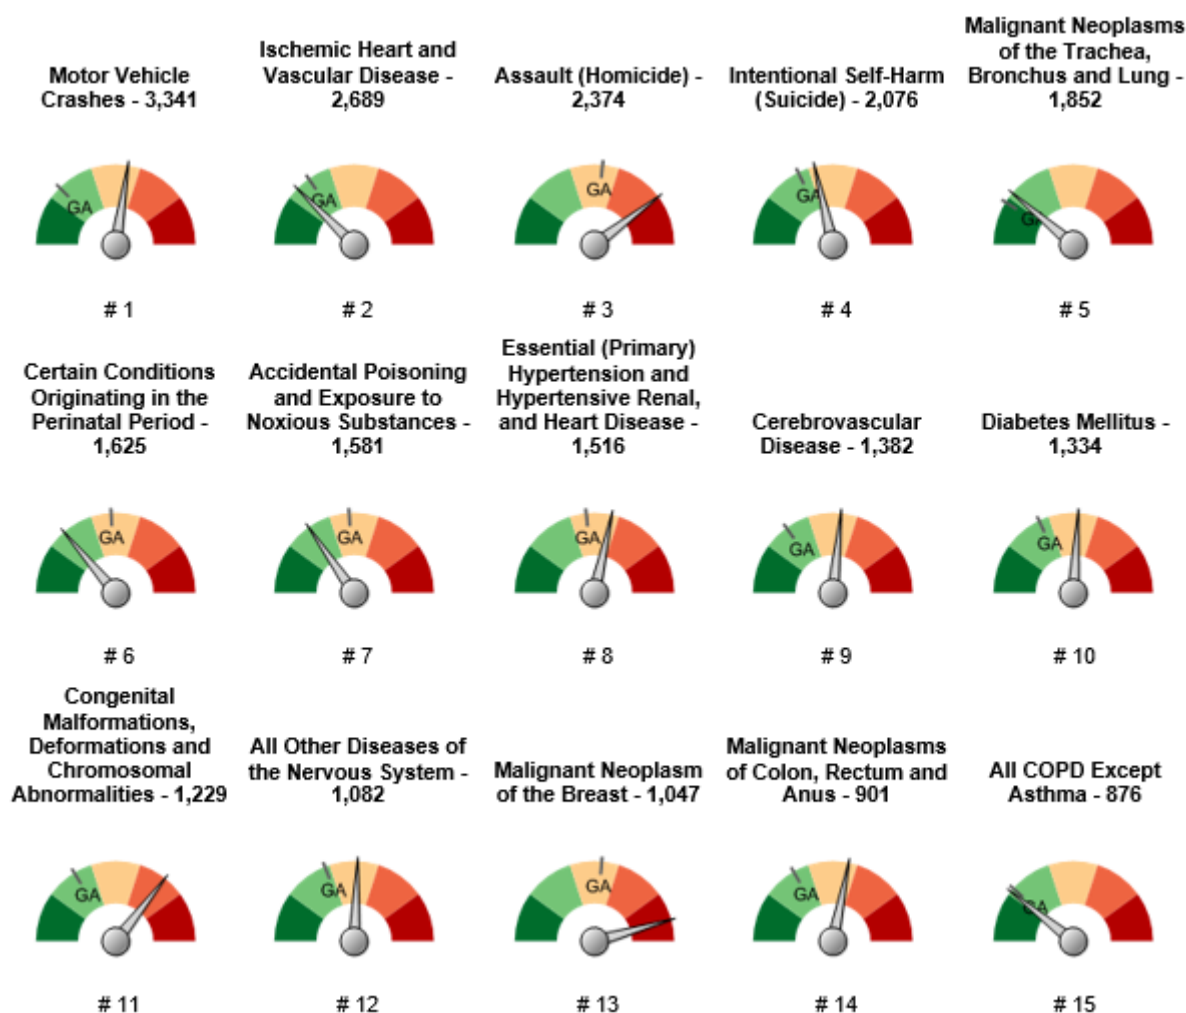 Motor Vehicle
Crashes - 3,341
Ischemic Heart and
Vascular Disease -
2,689
Assault (Homicide) -
2,374
Intentional Self-Harm
(Suicide) - 2,076
Malignant Neoplasms
of the Trachea,
Bronchus and Lung -
1,852
GA
GA
GA
GA
GA
# 1
# 2
# 3
# 4
# 5
Certain Conditions
Originating in the
Perinatal Period -
1,625
Accidental Poisoning
and Exposure to
Noxious Substances -
1,581
Essential (Primary)
Hypertension and
Hypertensive Renal,
and Heart Disease -
1,516
Cerebrovascular
Disease - 1,382
Diabetes Mellitus -
1,334
GA
GA
GA
GA
GA
# 6
# 7
# 8
# 9
# 10
Congenital
Malformations,
Deformations and
Chromosomal
Abnormalities - 1,229
All Other Diseases of
the Nervous System -
1,082
Malignant Neoplasm
of the Breast - 1,047
Malignant Neoplasms
of Colon, Rectum and
Anus - 901
All COPD Except
Asthma - 876
GA
GA
GA
GA
GA
# 11
# 12
# 13
# 14
# 15